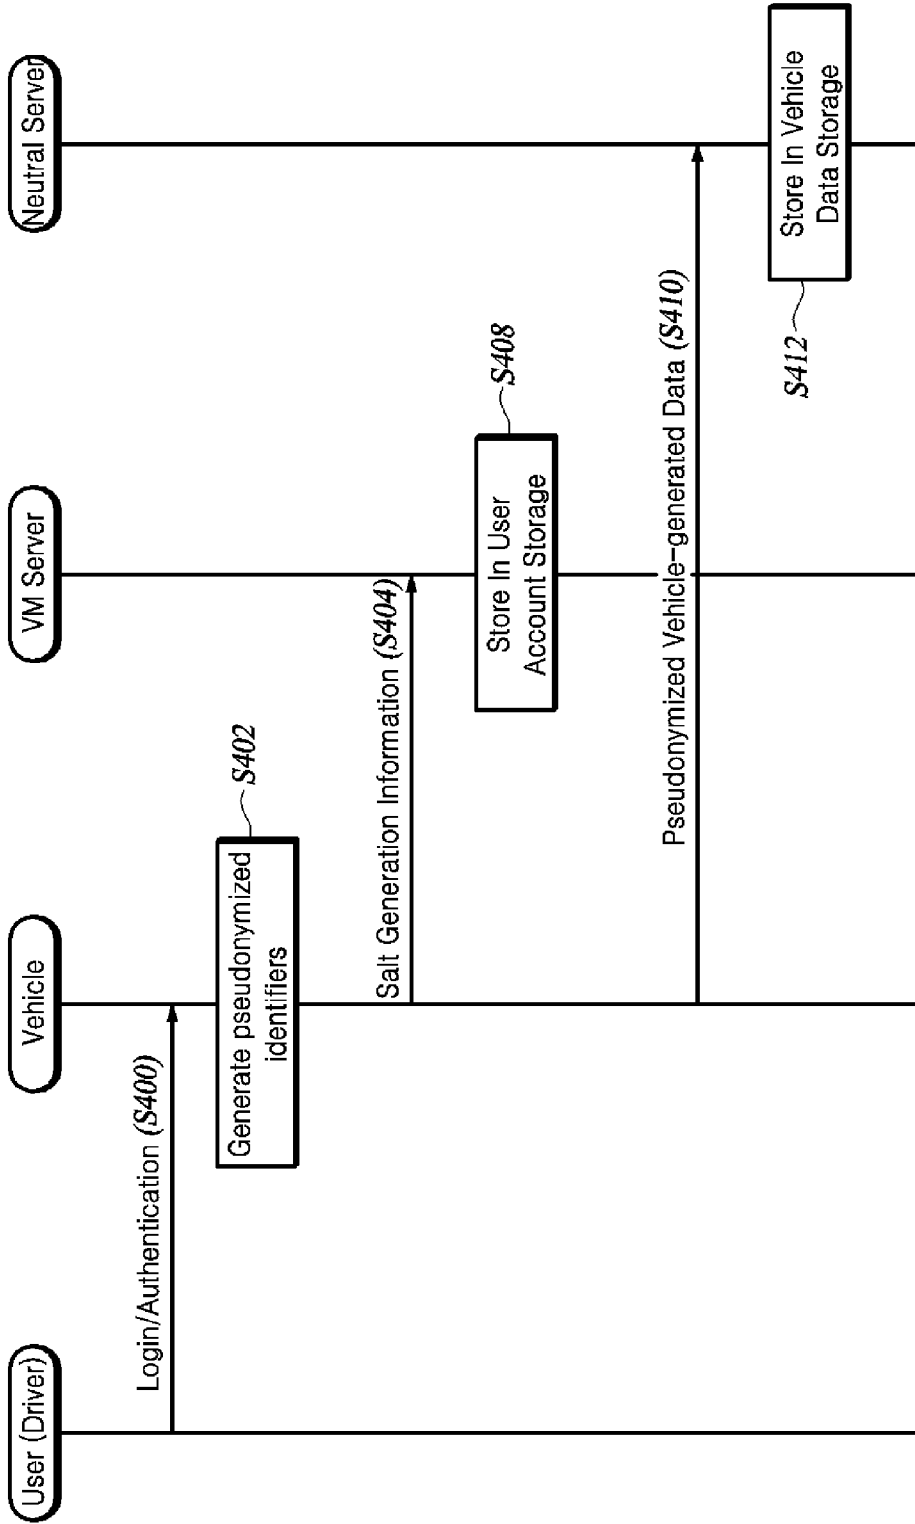 User (Driver)
Vehicle
VM Server
Neutral Server
Login/Authentication (S400)
Generate pseudonymized
identifiers
S402
Salt Generation Information (S404)
Store In User
Account Storage
S408
Pseudonymized Vehicle-generated Data (S410)
Store In Vehicle
Data Storage
S412